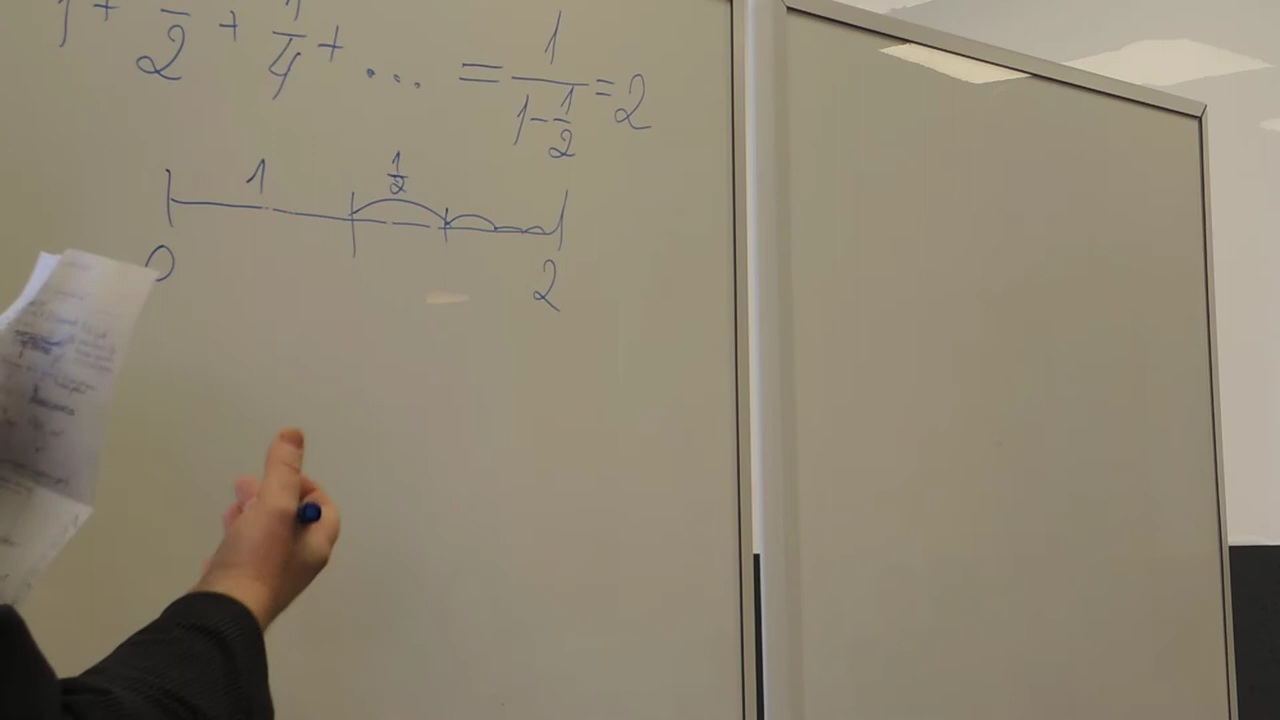 1 + 1/2 + 1/4 + ... = 1/(1-1/2) = 2
1 1/2
0 2